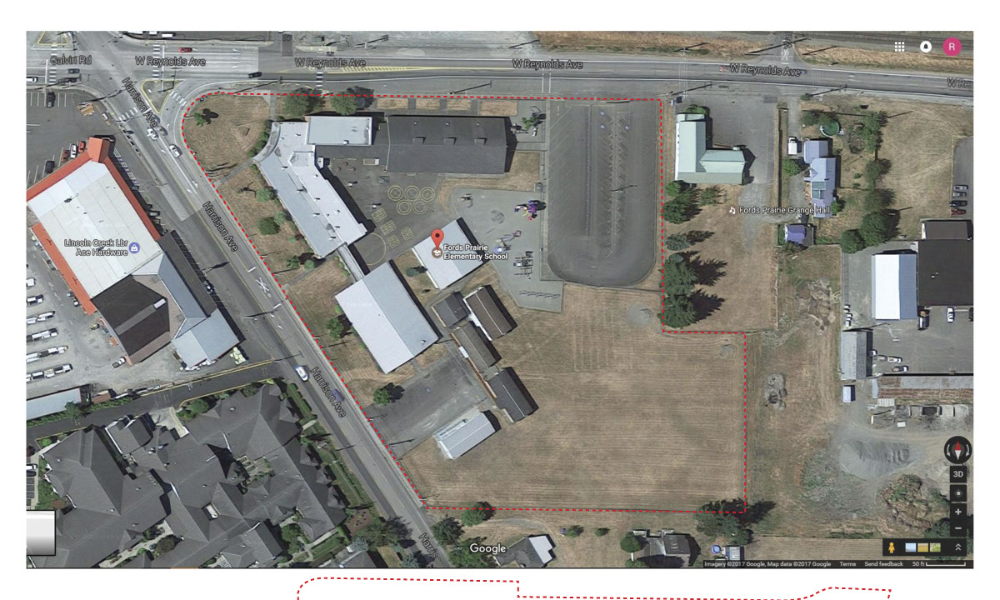 R
Galvin Rd
W Reynolds Ave
W Reynolds Ave
W Reynolds Ave
W Reynolds Ave
W Re
Harrison Ave
Harrison Ave
Fords Prairie Grange Hall
Lincoln Creek Lbr
Ace Hardware
Fords Prairie
Elementary School
Harrison Ave
3D
Harris
Google
Imagery ©2017 Google, Map data ©2017 Google Terms Send feedback 50 ft